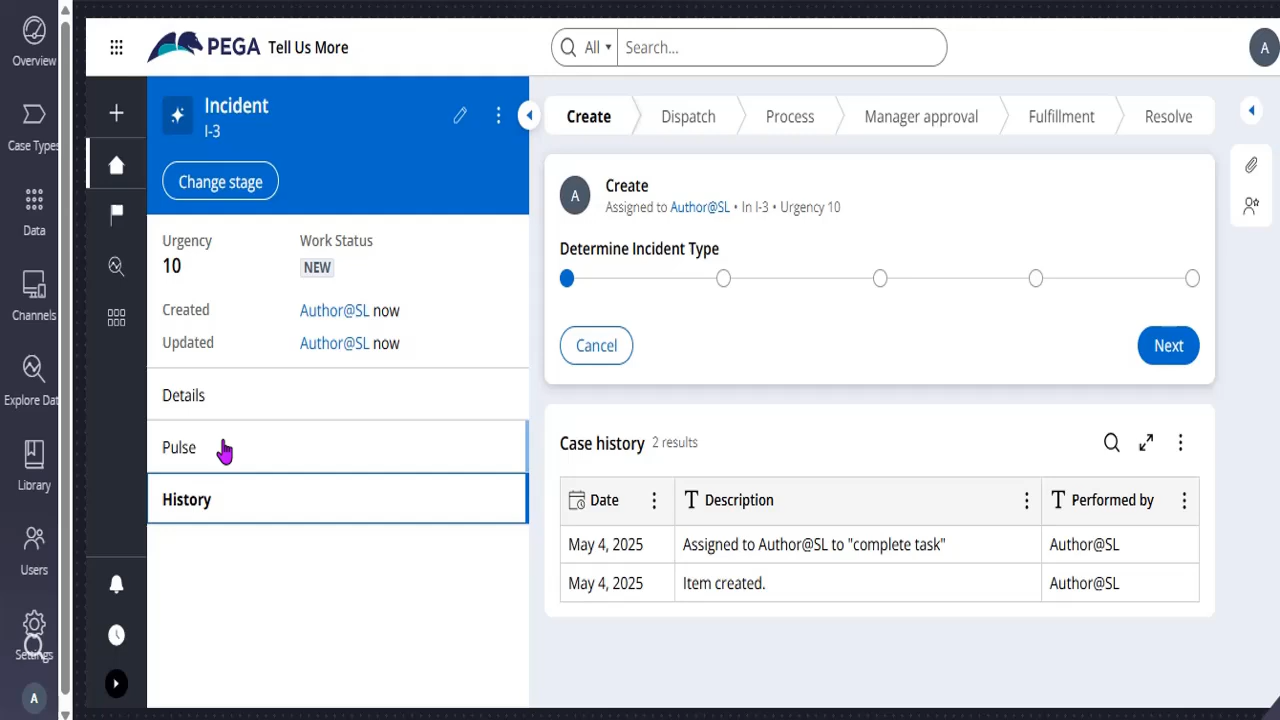 Overview
Case Types
Data
Channels
Explore Dat
Library
Users
Settings
A
PEGA Tell Us More
All Search...
A
Incident
I-3
Change stage
Urgency
10
Work Status
NEW
Created Author@SL now
Updated Author@SL now
Details
Pulse
History
Create Dispatch Process Manager approval Fulfillment Resolve
A
Create
Assigned to Author@SL • In I-3 • Urgency 10
Determine Incident Type
Cancel Next
Case history 2 results
Date Description Performed by
May 4, 2025 Assigned to Author@SL to "complete task" Author@SL
May 4, 2025 Item created. Author@SL